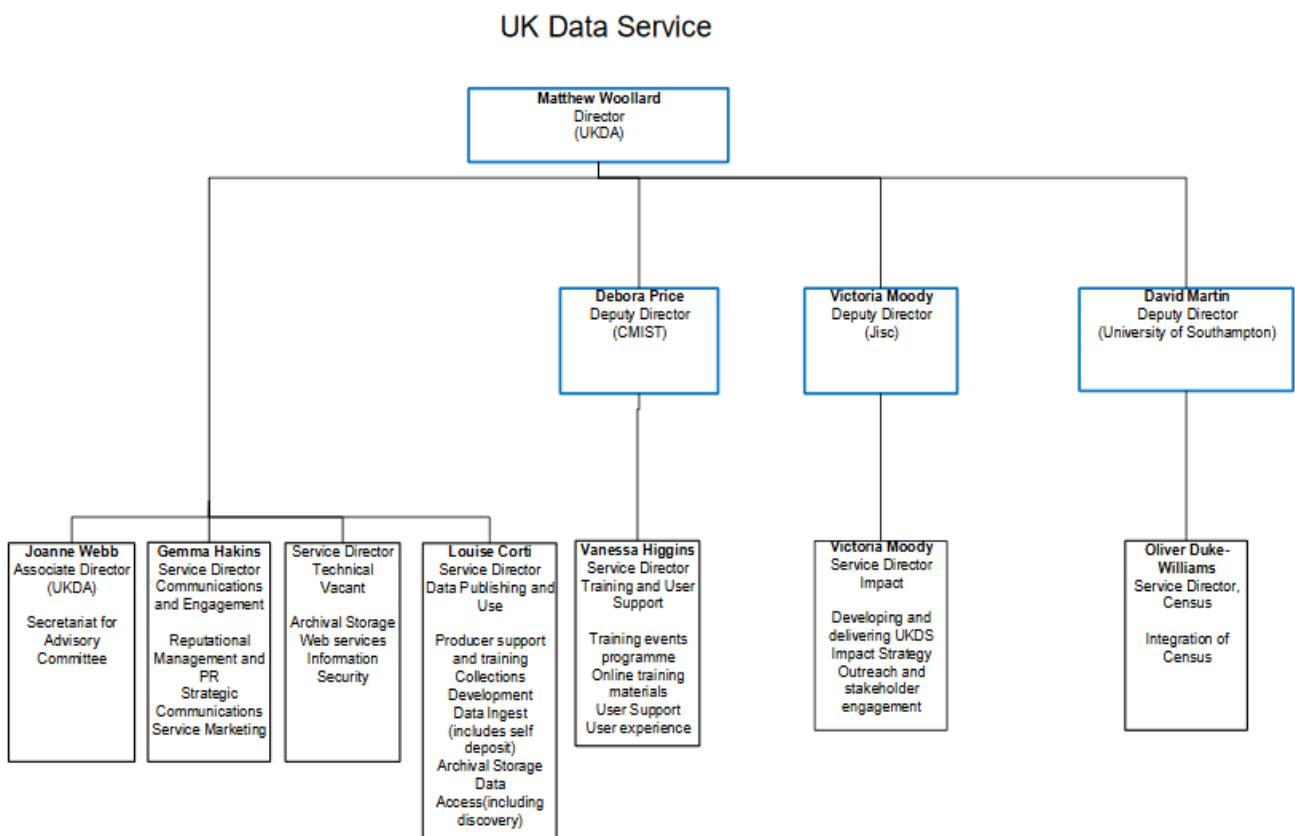 UK Data Service
Matthew Woollard
Director
(UKDA)
Debora Price
Deputy Director
(CMIST)
Victoria Moody
Deputy Director
(Jisc)
David Martin
Deputy Director
(University of Southampton)
Joanne Webb
Associate Director
(UKDA)
Secretariat for
Advisory
Committee
Gemma Hakins
Service Director
Communications
and Engagement
Reputational
Management and
PR
Strategic
Communications
Service Marketing
Service Director
Technical
Vacant
Archival Storage
Web services
Information
Security
Louise Corti
Service Director
Data Publishing and
Use
Producer support
and training
Collections
Development
Data Ingest
(includes self
deposit)
Archival Storage
Data
Access(including
discovery)
Vanessa Higgins
Service Director
Training and User
Support
Training events
programme
Online training
materials
User Support
User experience
Victoria Moody
Service Director
Impact
Developing and
delivering UKDS
Impact Strategy
Outreach and
stakeholder
engagement
Oliver Duke-
Williams
Service Director,
Census
Integration of
Census